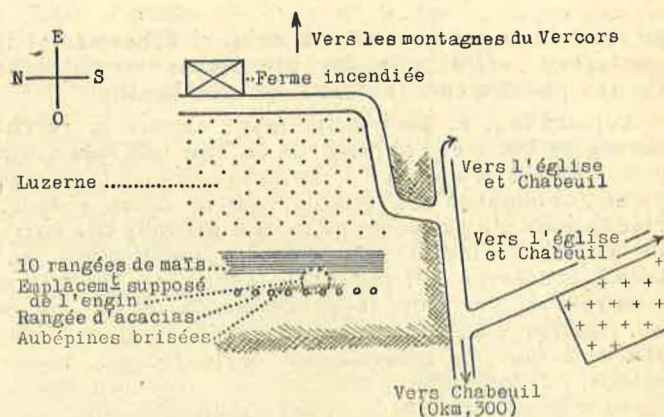 E
N S
O
Vers les montagnes du Vercors
Ferme incendiée
Vers l'église
et Chabeuil
Luzerne
Vers l'église
et Chabeuil
10 rangées de maïs
Emplacemt supposé
de l'engin
Rangée d'acacias
Aubépines brisées
Vers Chabeuil
(0km,300)